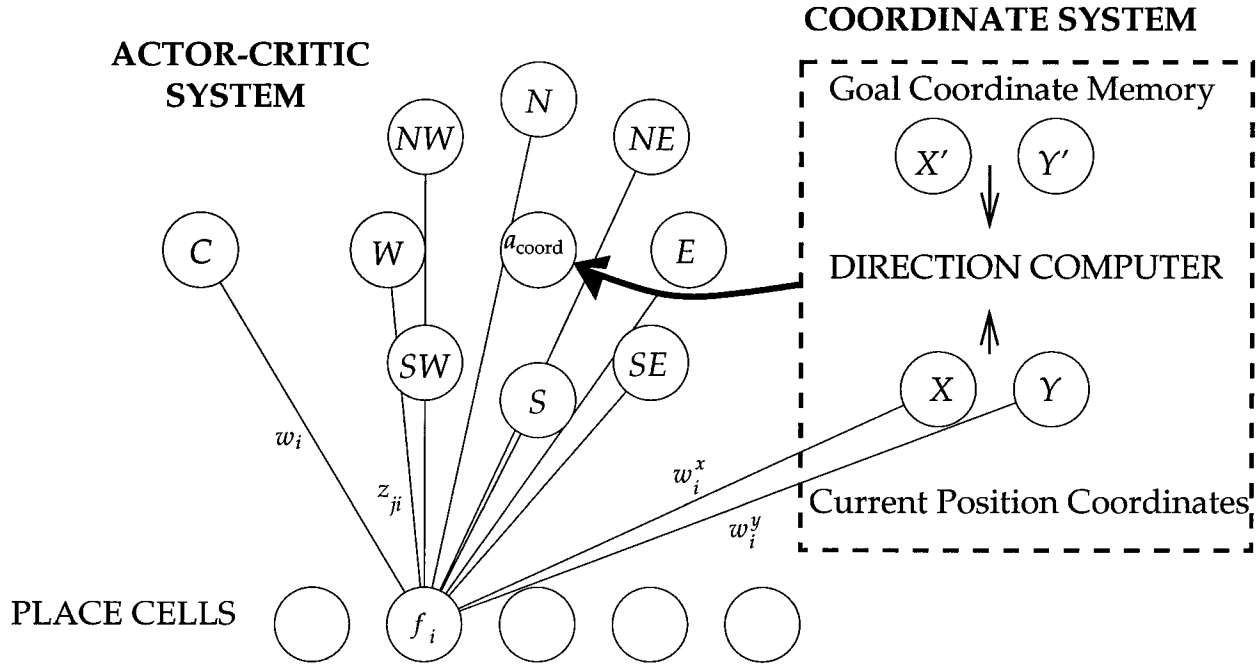 COORDINATE SYSTEM
ACTOR-CRITIC
SYSTEM
Goal Coordinate Memory
N
NW
NE
X′
Y′
C
W
a_coord
E
DIRECTION COMPUTER
SW
SE
S
X
Y
w_i
z_ji
w_i^x
w_i^y
Current Position Coordinates
PLACE CELLS
f_i